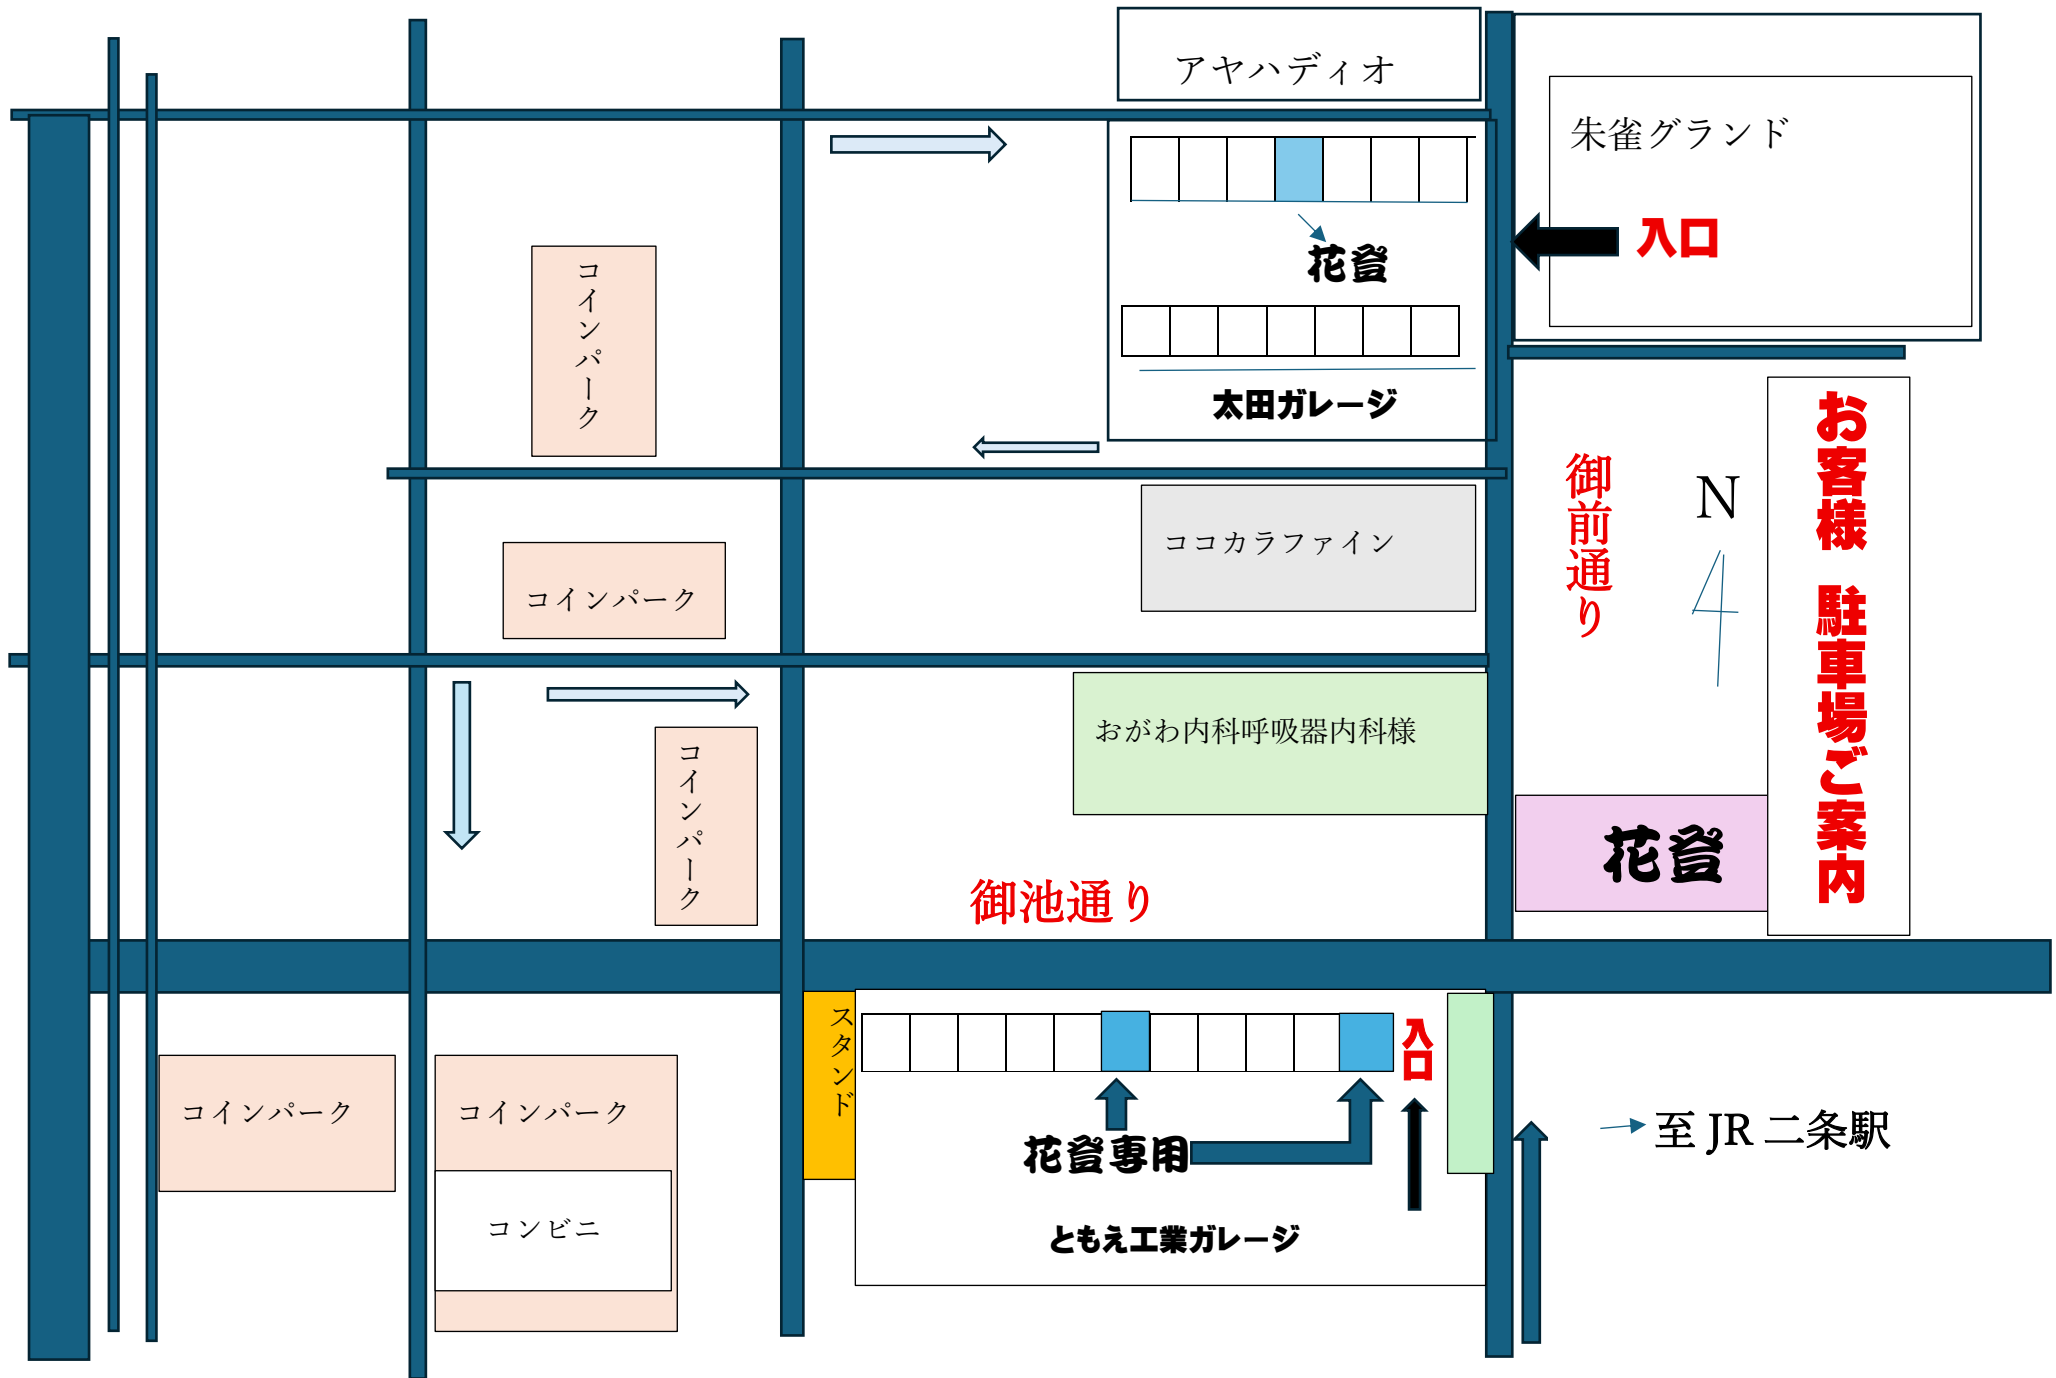 アヤハディオ
朱雀グランド
入口
花登
太田ガレージ
コインパーク
お客様 駐車場ご案内
御前通り
N
ココカラファイン
コインパーク
おがわ内科呼吸器内科様
コインパーク
花登
御池通り
スタンド
入口
コインパーク
コインパーク
花登専用
至 JR 二条駅
コンビニ
ともえ工業ガレージ